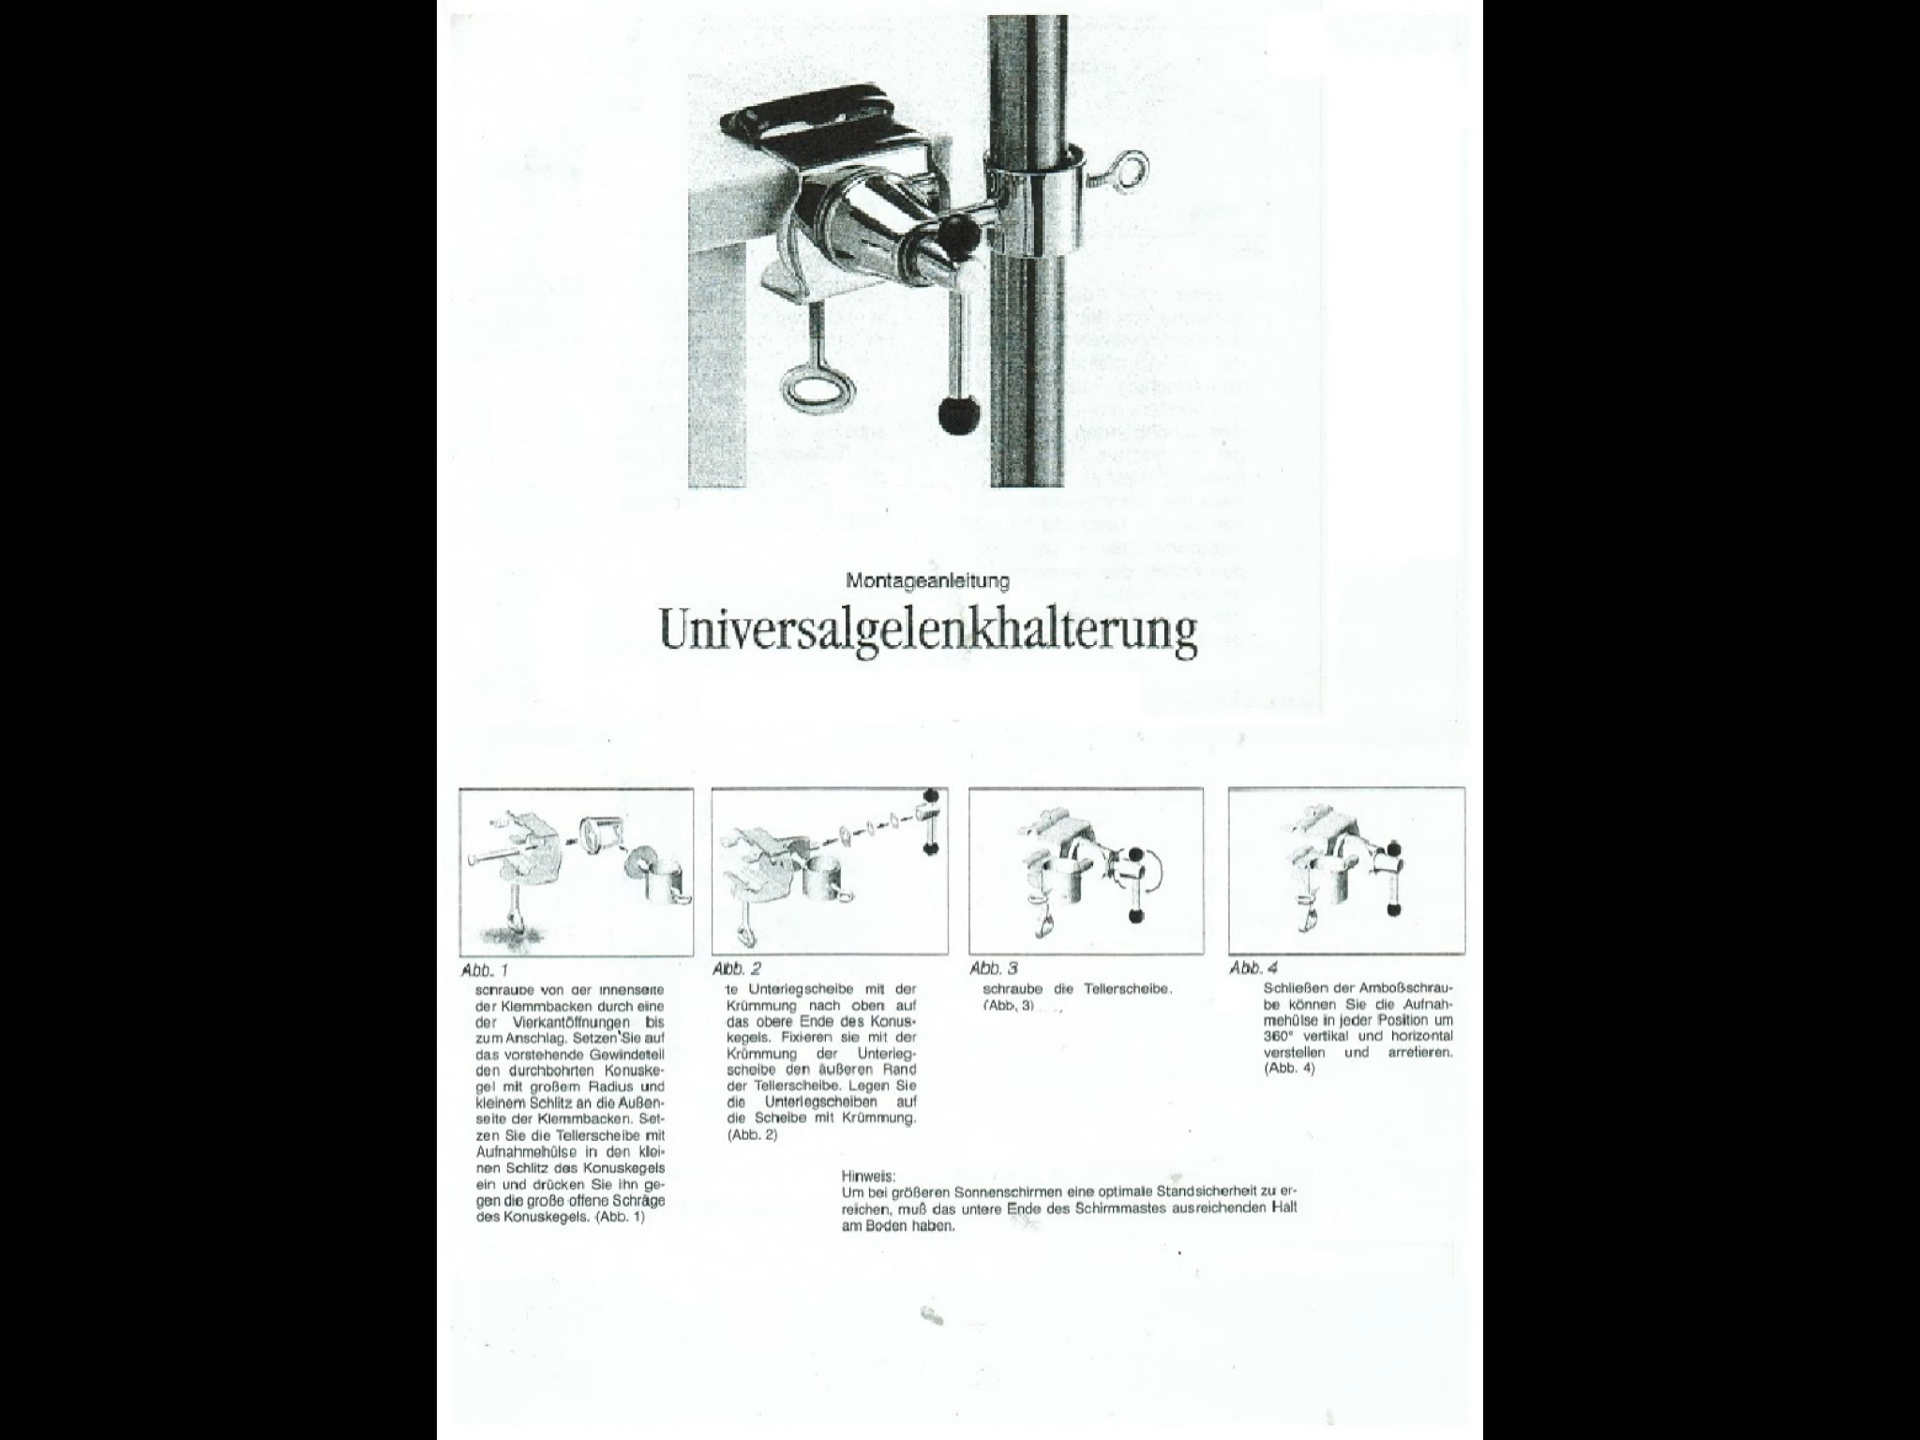 Montageanleitung
Universalgelenkhalterung
Abb. 1
schraube von der Innenseite
der Klemmbacken durch eine
der Vierkantöffnungen bis
zum Anschlag. Setzen Sie auf
das vorstehende Gewindeteil
den durchbohrten Konuske-
gel mit großem Radius und
kleinem Schlitz an die Außen-
seite der Klemmbacken. Set-
zen Sie die Tellerscheibe mit
Aufnahmehülse in den klei-
nen Schlitz des Konuskegels
ein und drücken Sie ihn ge-
gen die große offene Schräge
des Konuskegels. (Abb. 1)
Abb. 2
te Unterlegscheibe mit der
Krümmung nach oben auf
das obere Ende des Konus-
kegels. Fixieren sie mit der
Krümmung der Unterleg-
scheibe den äußeren Rand
der Tellerscheibe. Legen Sie
die Unterlegscheiben auf
die Scheibe mit Krümmung.
(Abb. 2)
Abb. 3
schraube die Tellerscheibe.
(Abb, 3)
Abb. 4
Schließen der Amboßschrau-
be können Sie die Aufnah-
mehülse in jeder Position um
360° vertikal und horizontal
verstellen und arretieren.
(Abb. 4)
Hinweis:
Um bei größeren Sonnenschirmen eine optimale Standsicherheit zu er-
reichen, muß das untere Ende des Schirmmastes ausreichenden Halt
am Boden haben.